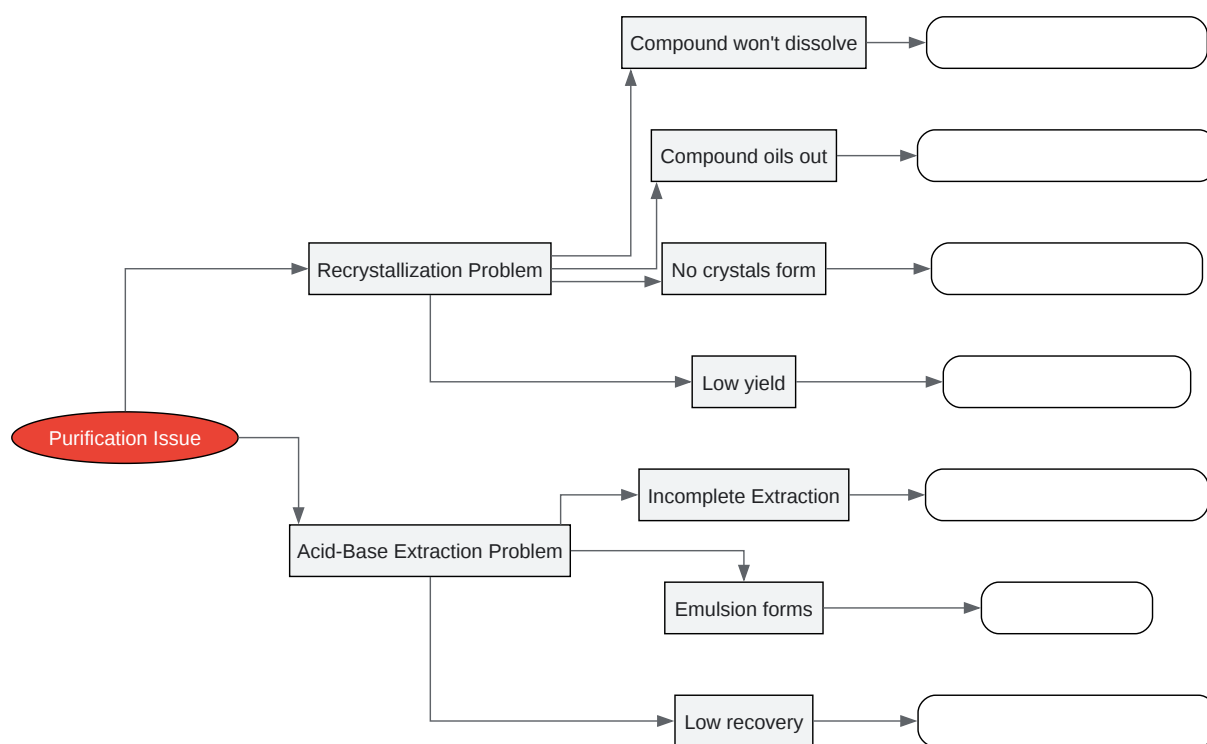 Compound won't dissolve
Compound oils out
Recrystallization Problem
No crystals form
Low yield
Purification Issue
Incomplete Extraction
Acid-Base Extraction Problem
Emulsion forms
Low recovery